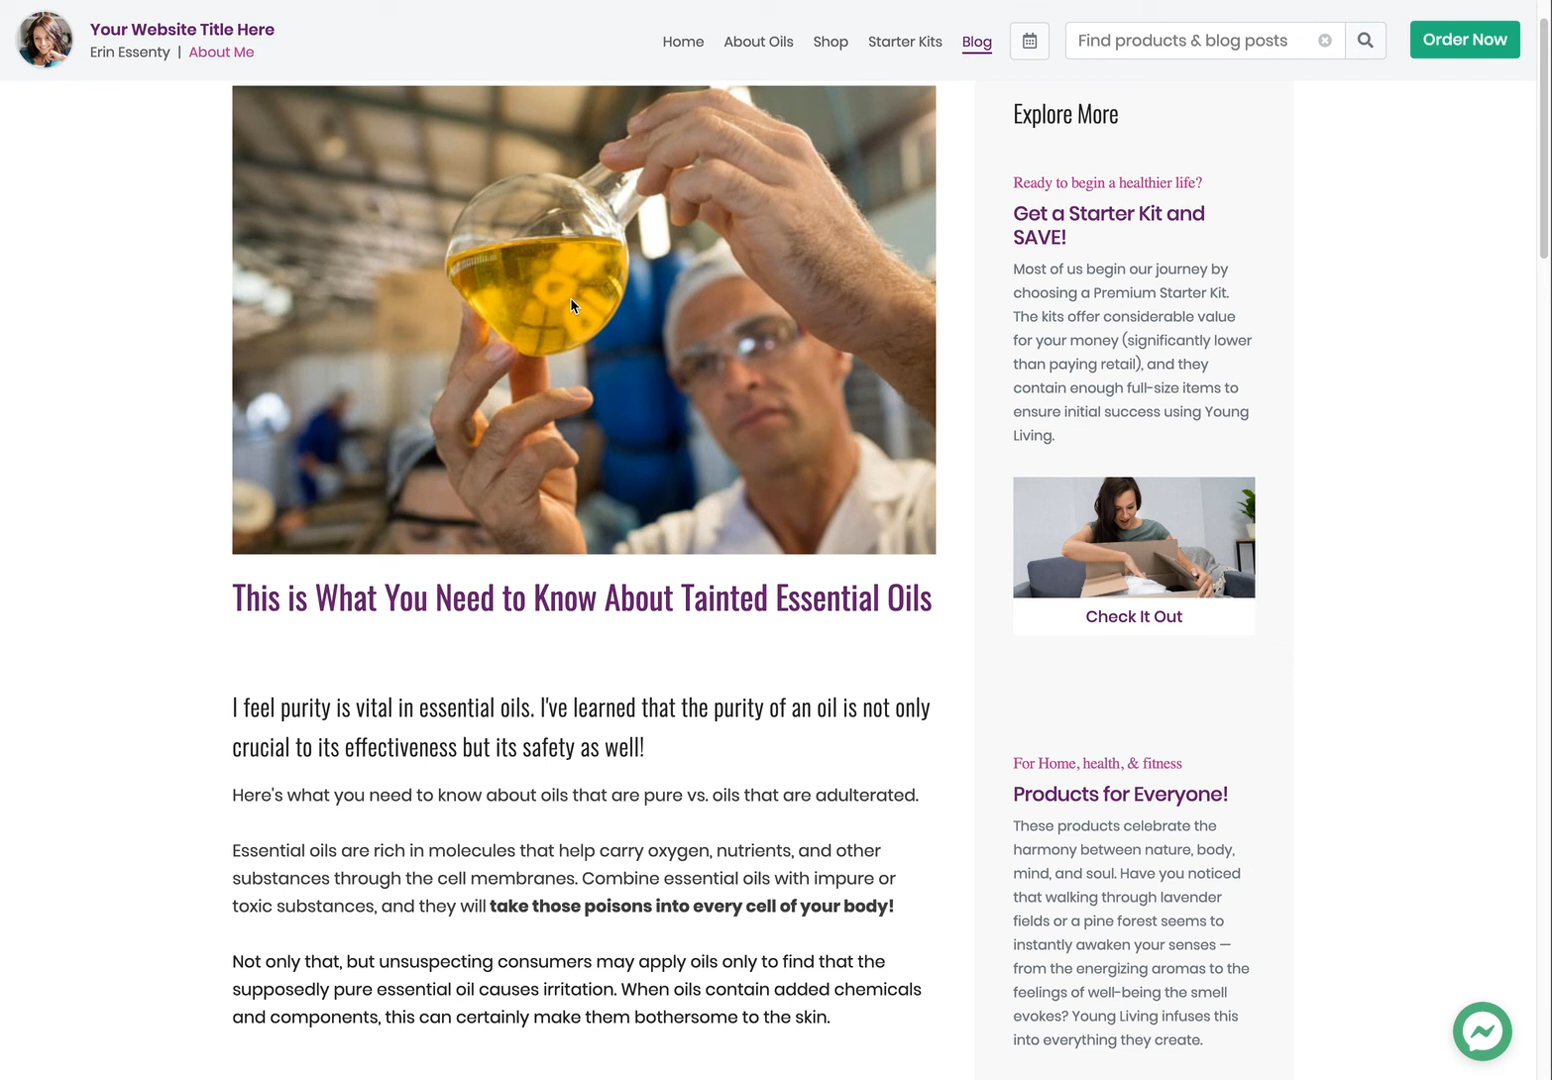 Your Website Title Here
Erin Essenty | About Me
Home About Oils Shop Starter Kits Blog Find products & blog posts Order Now
This is What You Need to Know About Tainted Essential Oils
I feel purity is vital in essential oils. I've learned that the purity of an oil is not only
crucial to its effectiveness but its safety as well!
Here's what you need to know about oils that are pure vs. oils that are adulterated.
Essential oils are rich in molecules that help carry oxygen, nutrients, and other
substances through the cell membranes. Combine essential oils with impure or
toxic substances, and they will take those poisons into every cell of your body!
Not only that, but unsuspecting consumers may apply oils only to find that the
supposedly pure essential oil causes irritation. When oils contain added chemicals
and components, this can certainly make them bothersome to the skin.
Explore More
Ready to begin a healthier life?
Get a Starter Kit and
SAVE!
Most of us begin our journey by
choosing a Premium Starter Kit.
The kits offer considerable value
for your money (significantly lower
than paying retail), and they
contain enough full-size items to
ensure initial success using Young
Living.
Check It Out
For Home, health, & fitness
Products for Everyone!
These products celebrate the
harmony between nature, body,
mind, and soul. Have you noticed
that walking through lavender
fields or a pine forest seems to
instantly awaken your senses —
from the energizing aromas to the
feelings of well-being the smell
evokes? Young Living infuses this
into everything they create.